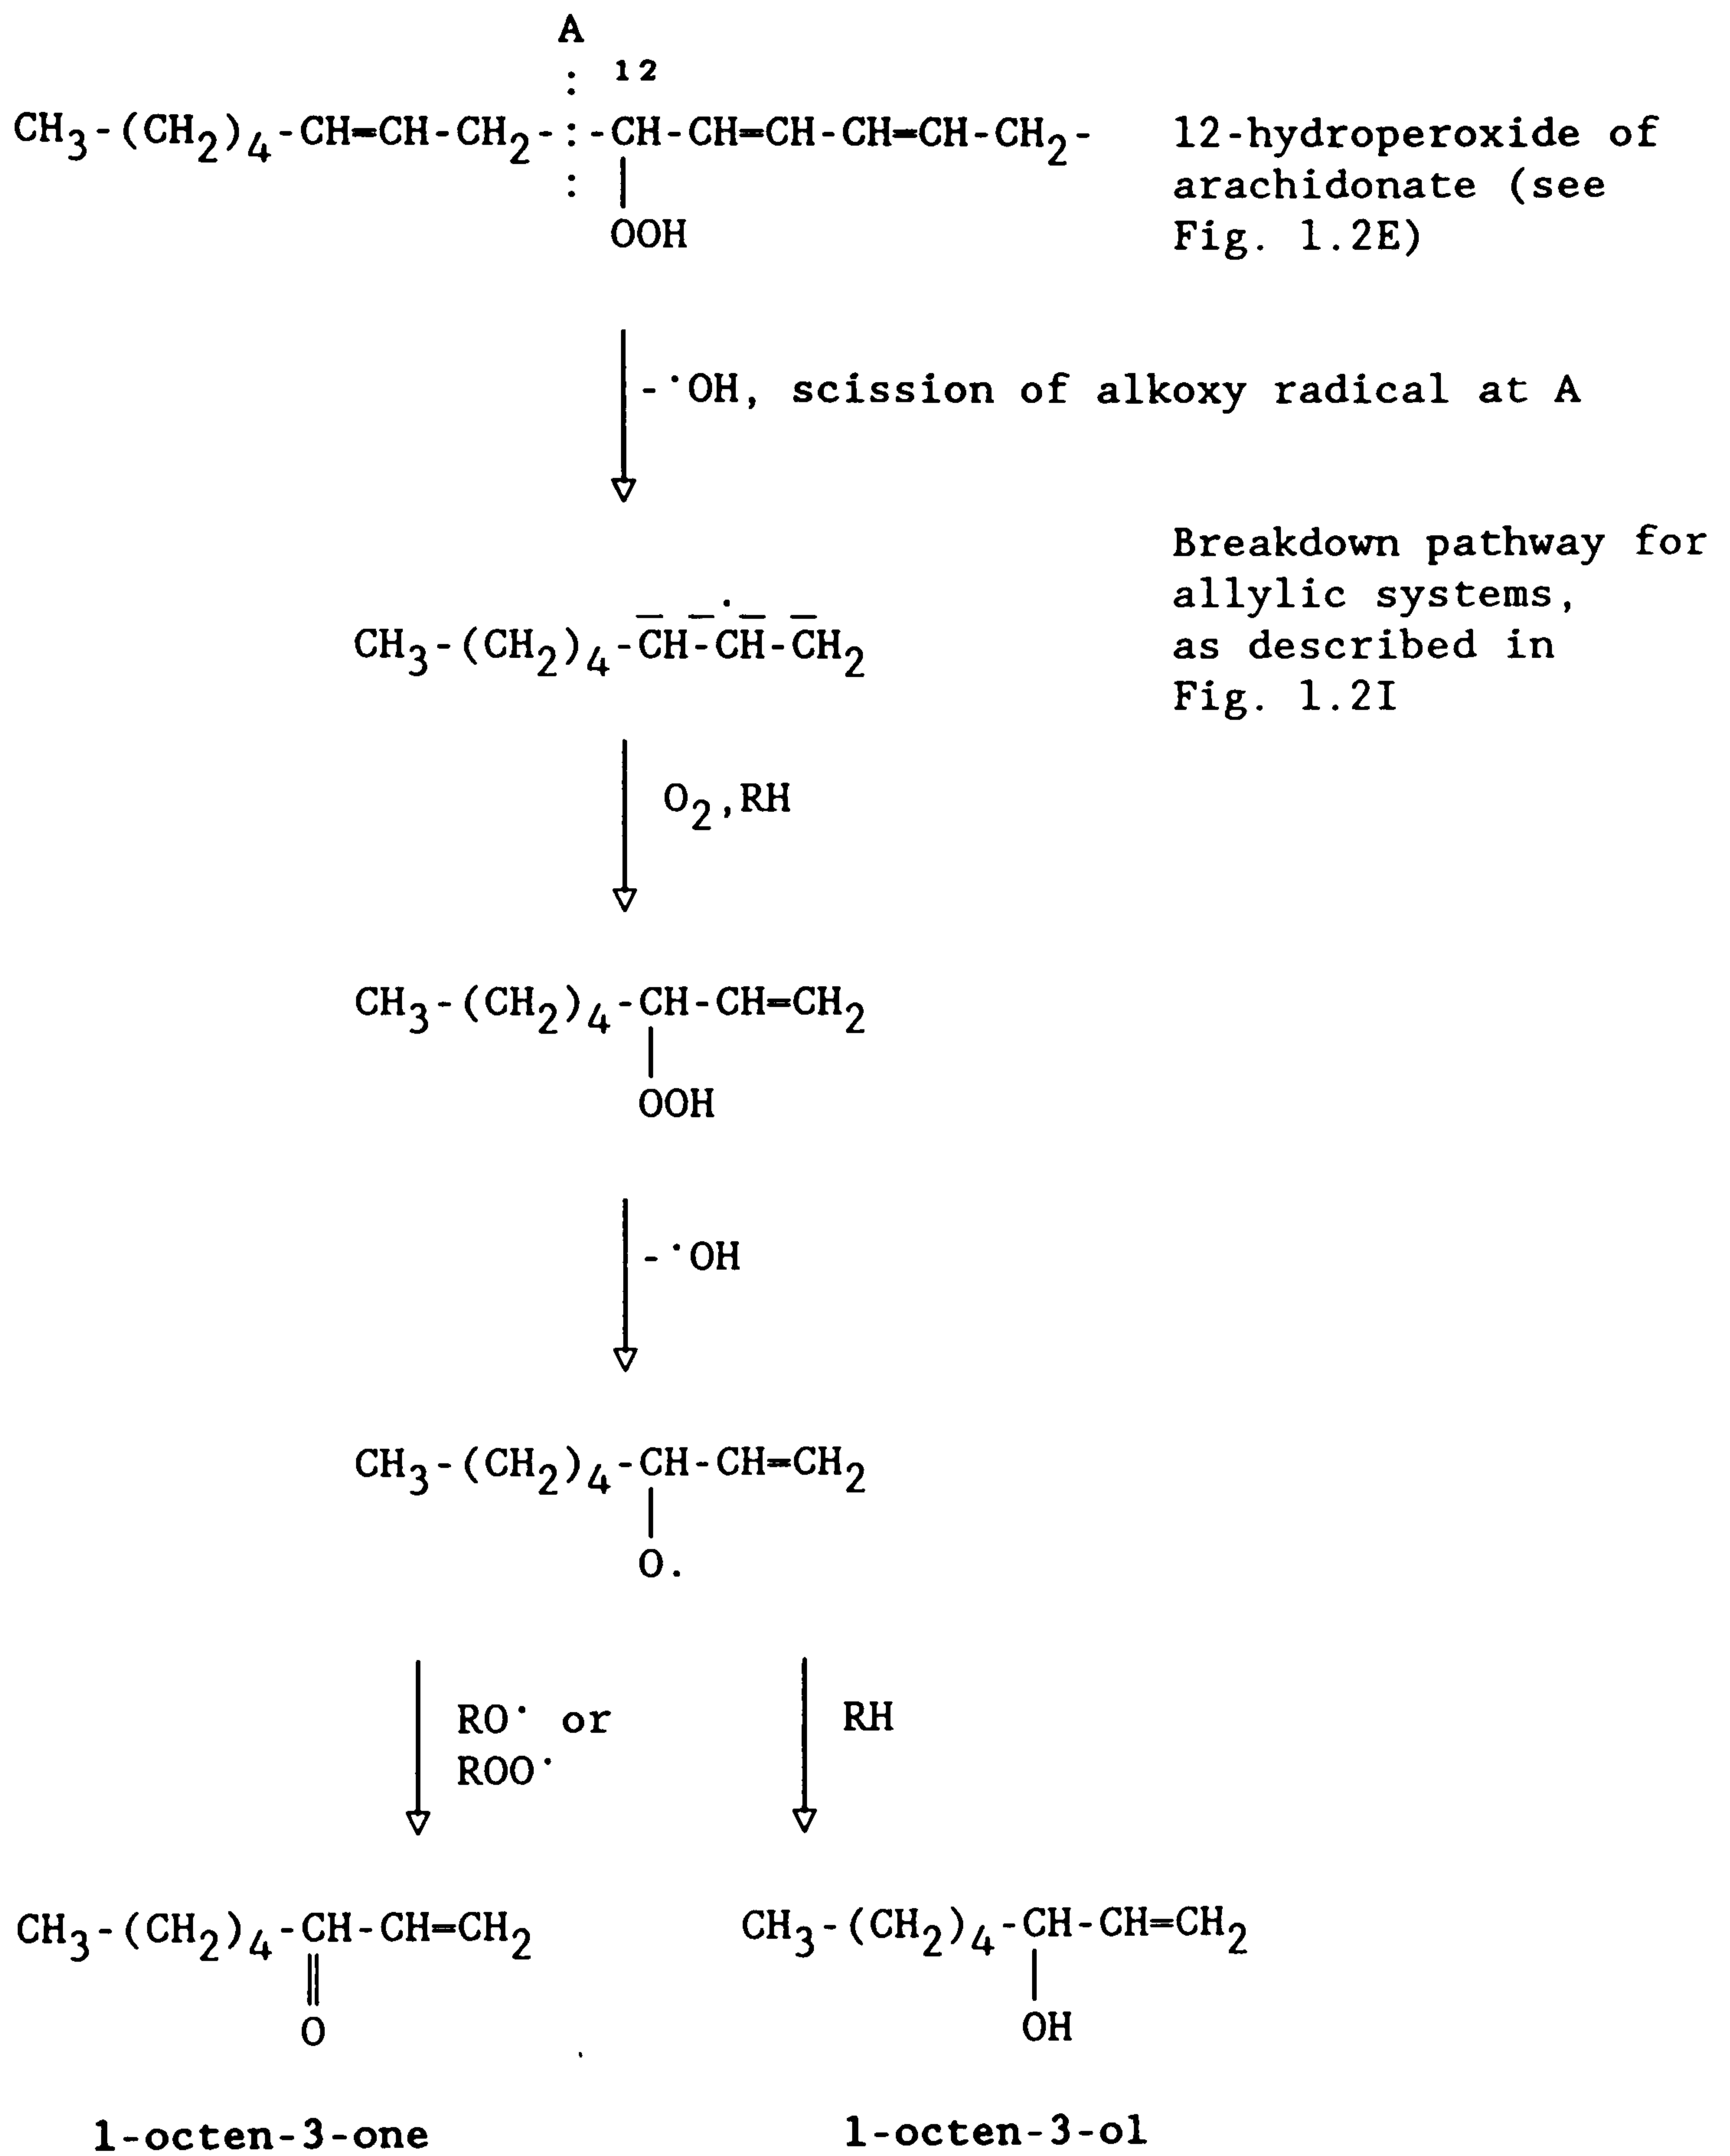 A
12
CH3-(CH2)4-CH=CH-CH2-:-CH-CH=CH-CH=CH-CH2-
OOH
12-hydroperoxide of
arachidonate (see
Fig. 1.2E)
-·OH, scission of alkoxy radical at A
CH3-(CH2)4-CH-CH-CH2
Breakdown pathway for
allylic systems,
as described in
Fig. 1.2I
O2,RH
CH3-(CH2)4-CH-CH=CH2
OOH
-·OH
CH3-(CH2)4-CH-CH=CH2
O.
RO· or
ROO·
RH
CH3-(CH2)4-CH-CH=CH2
O
1-octen-3-one
CH3-(CH2)4-CH-CH=CH2
OH
1-octen-3-ol